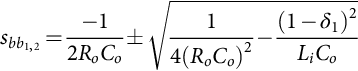 $s_{bb_{1,2}} = \frac{-1}{2R_oC_o} \pm \sqrt{\frac{1}{4(R_oC_o)^2} - \frac{(1-\delta_1)^2}{L_iC_o}}$